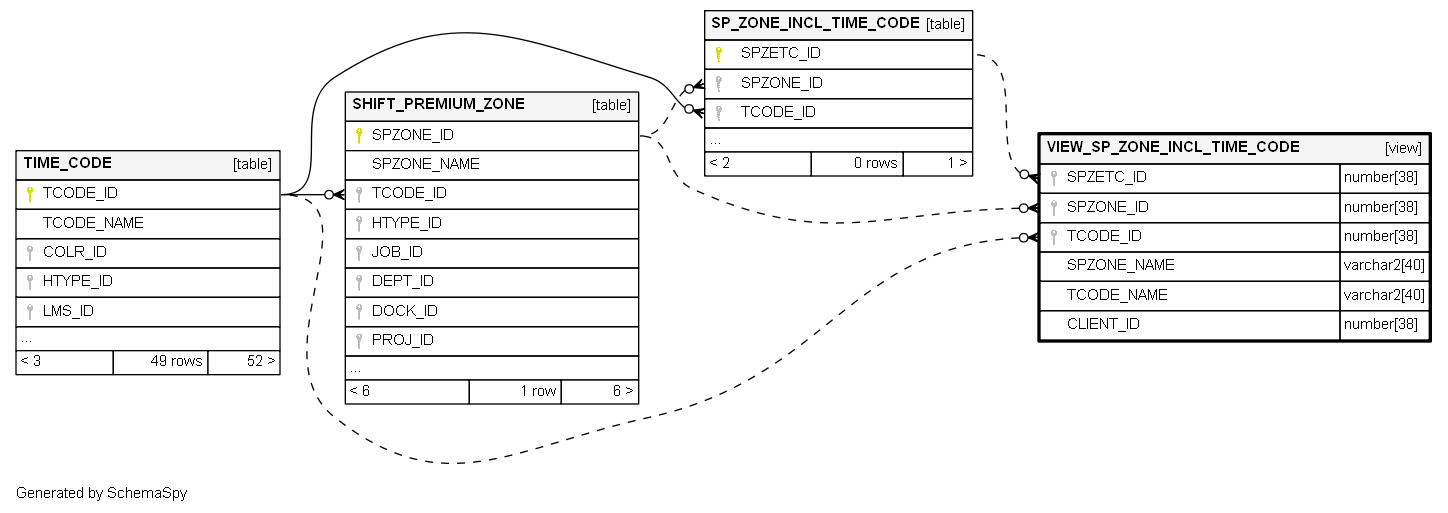 TIME_CODE [table]
TCODE_ID
TCODE_NAME
COLR_ID
HTYPE_ID
LMS_ID
...
< 3 49 rows 52 >
SHIFT_PREMIUM_ZONE [table]
SPZONE_ID
SPZONE_NAME
TCODE_ID
HTYPE_ID
JOB_ID
DEPT_ID
DOCK_ID
PROJ_ID
...
< 6 1 row 6 >
SP_ZONE_INCL_TIME_CODE [table]
SPZETC_ID
SPZONE_ID
TCODE_ID
...
< 2 0 rows 1 >
VIEW_SP_ZONE_INCL_TIME_CODE [view]
SPZETC_ID number[38]
SPZONE_ID number[38]
TCODE_ID number[38]
SPZONE_NAME varchar2[40]
TCODE_NAME varchar2[40]
CLIENT_ID number[38]
Generated by SchemaSpy